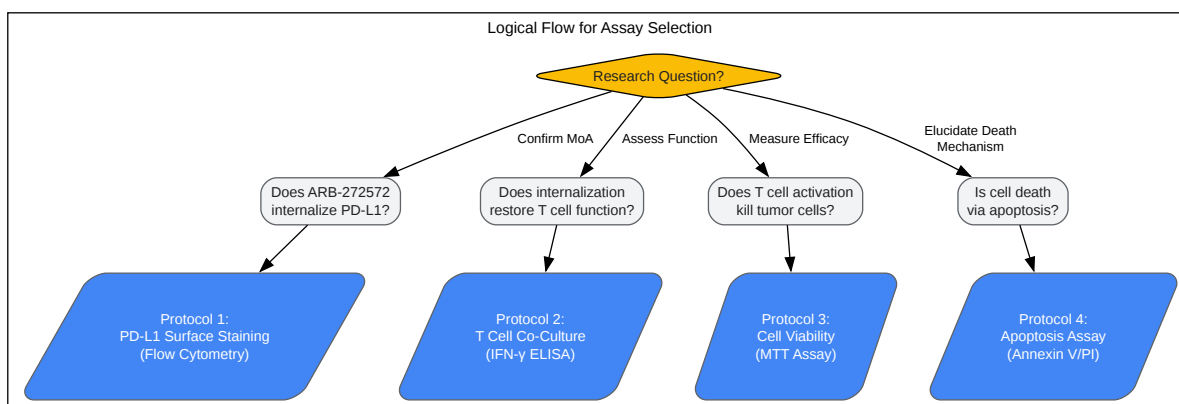 Logical Flow for Assay Selection
Research Question?
Confirm MoA
Assess Function
Measure Efficacy
Elucidate Death
Mechanism
Does ARB-272572
internalize PD-L1?
Does internalization
restore T cell function?
Does T cell activation
kill tumor cells?
Is cell death
via apoptosis?
Protocol 1:
PD-L1 Surface Staining
(Flow Cytometry)
Protocol 2:
T Cell Co-Culture
(IFN-γ ELISA)
Protocol 3:
Cell Viability
(MTT Assay)
Protocol 4:
Apoptosis Assay
(Annexin V/PI)